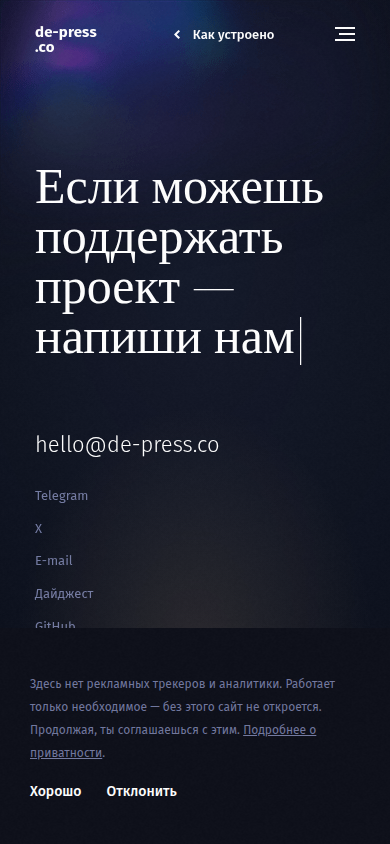 de-press
.co
Как устроено
Если можешь
поддержать
проект —
напиши нам
hello@de-press.co
Telegram
X
E-mail
Дайджест
GitHub
Здесь нет рекламных трекеров и аналитики. Работает
только необходимое — без этого сайт не откроется.
Продолжая, ты соглашаешься с этим. Подробнее о
приватности.
Хорошо Отклонить